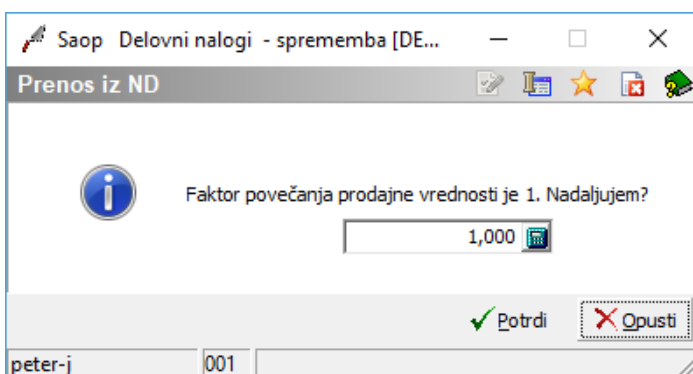 Saop Delovni nalogi - sprememba [DE...
Prenos iz ND
Faktor povečanja prodajne vrednosti je 1. Nadaljujem?
1,000
Potrdi Opusti
peter-j 001